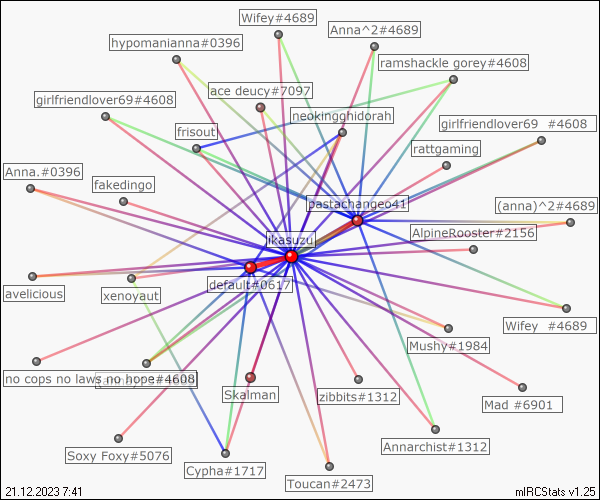 Wifey#4689
Anna^2#4689
hypomanianna#0396
ramshackle gorey#4608
ace deucy#7097
girlfriendlover69#4608
neokingghidorah
frisout
girlfriendlover69 #4608
rattgaming
Anna.#0396
fakedingo
pastachangeo41
(anna)^2#4689
jikasuzu
AlpineRooster#2156
default#0617
avelicious
xenoyaut
Wifey #4689
Mushy#1984
no cops no laws no hope#4608
Skalman
zibbits#1312
Mad #6901
Soxy Foxy#5076
Annarchist#1312
Cypha#1717
Toucan#2473
21.12.2023 7:41
mIRCStats v1.25